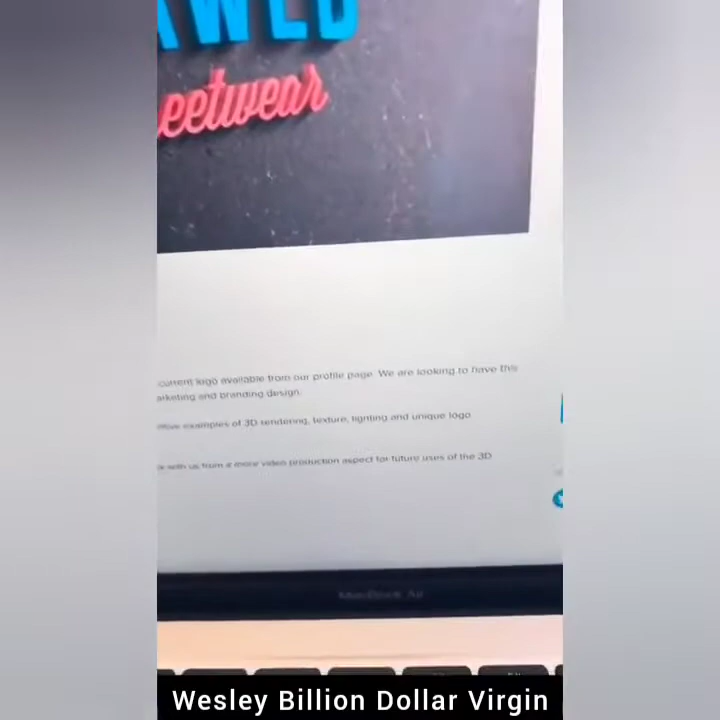 AWED
eetwear
current logo available from our profile page. We are looking to have this
arketing and branding design.
examples of 3D rendering, texture, lighting and unique logo
with us from a more video production aspect for future uses of the 3D
MacBook Air
Wesley Billion Dollar Virgin